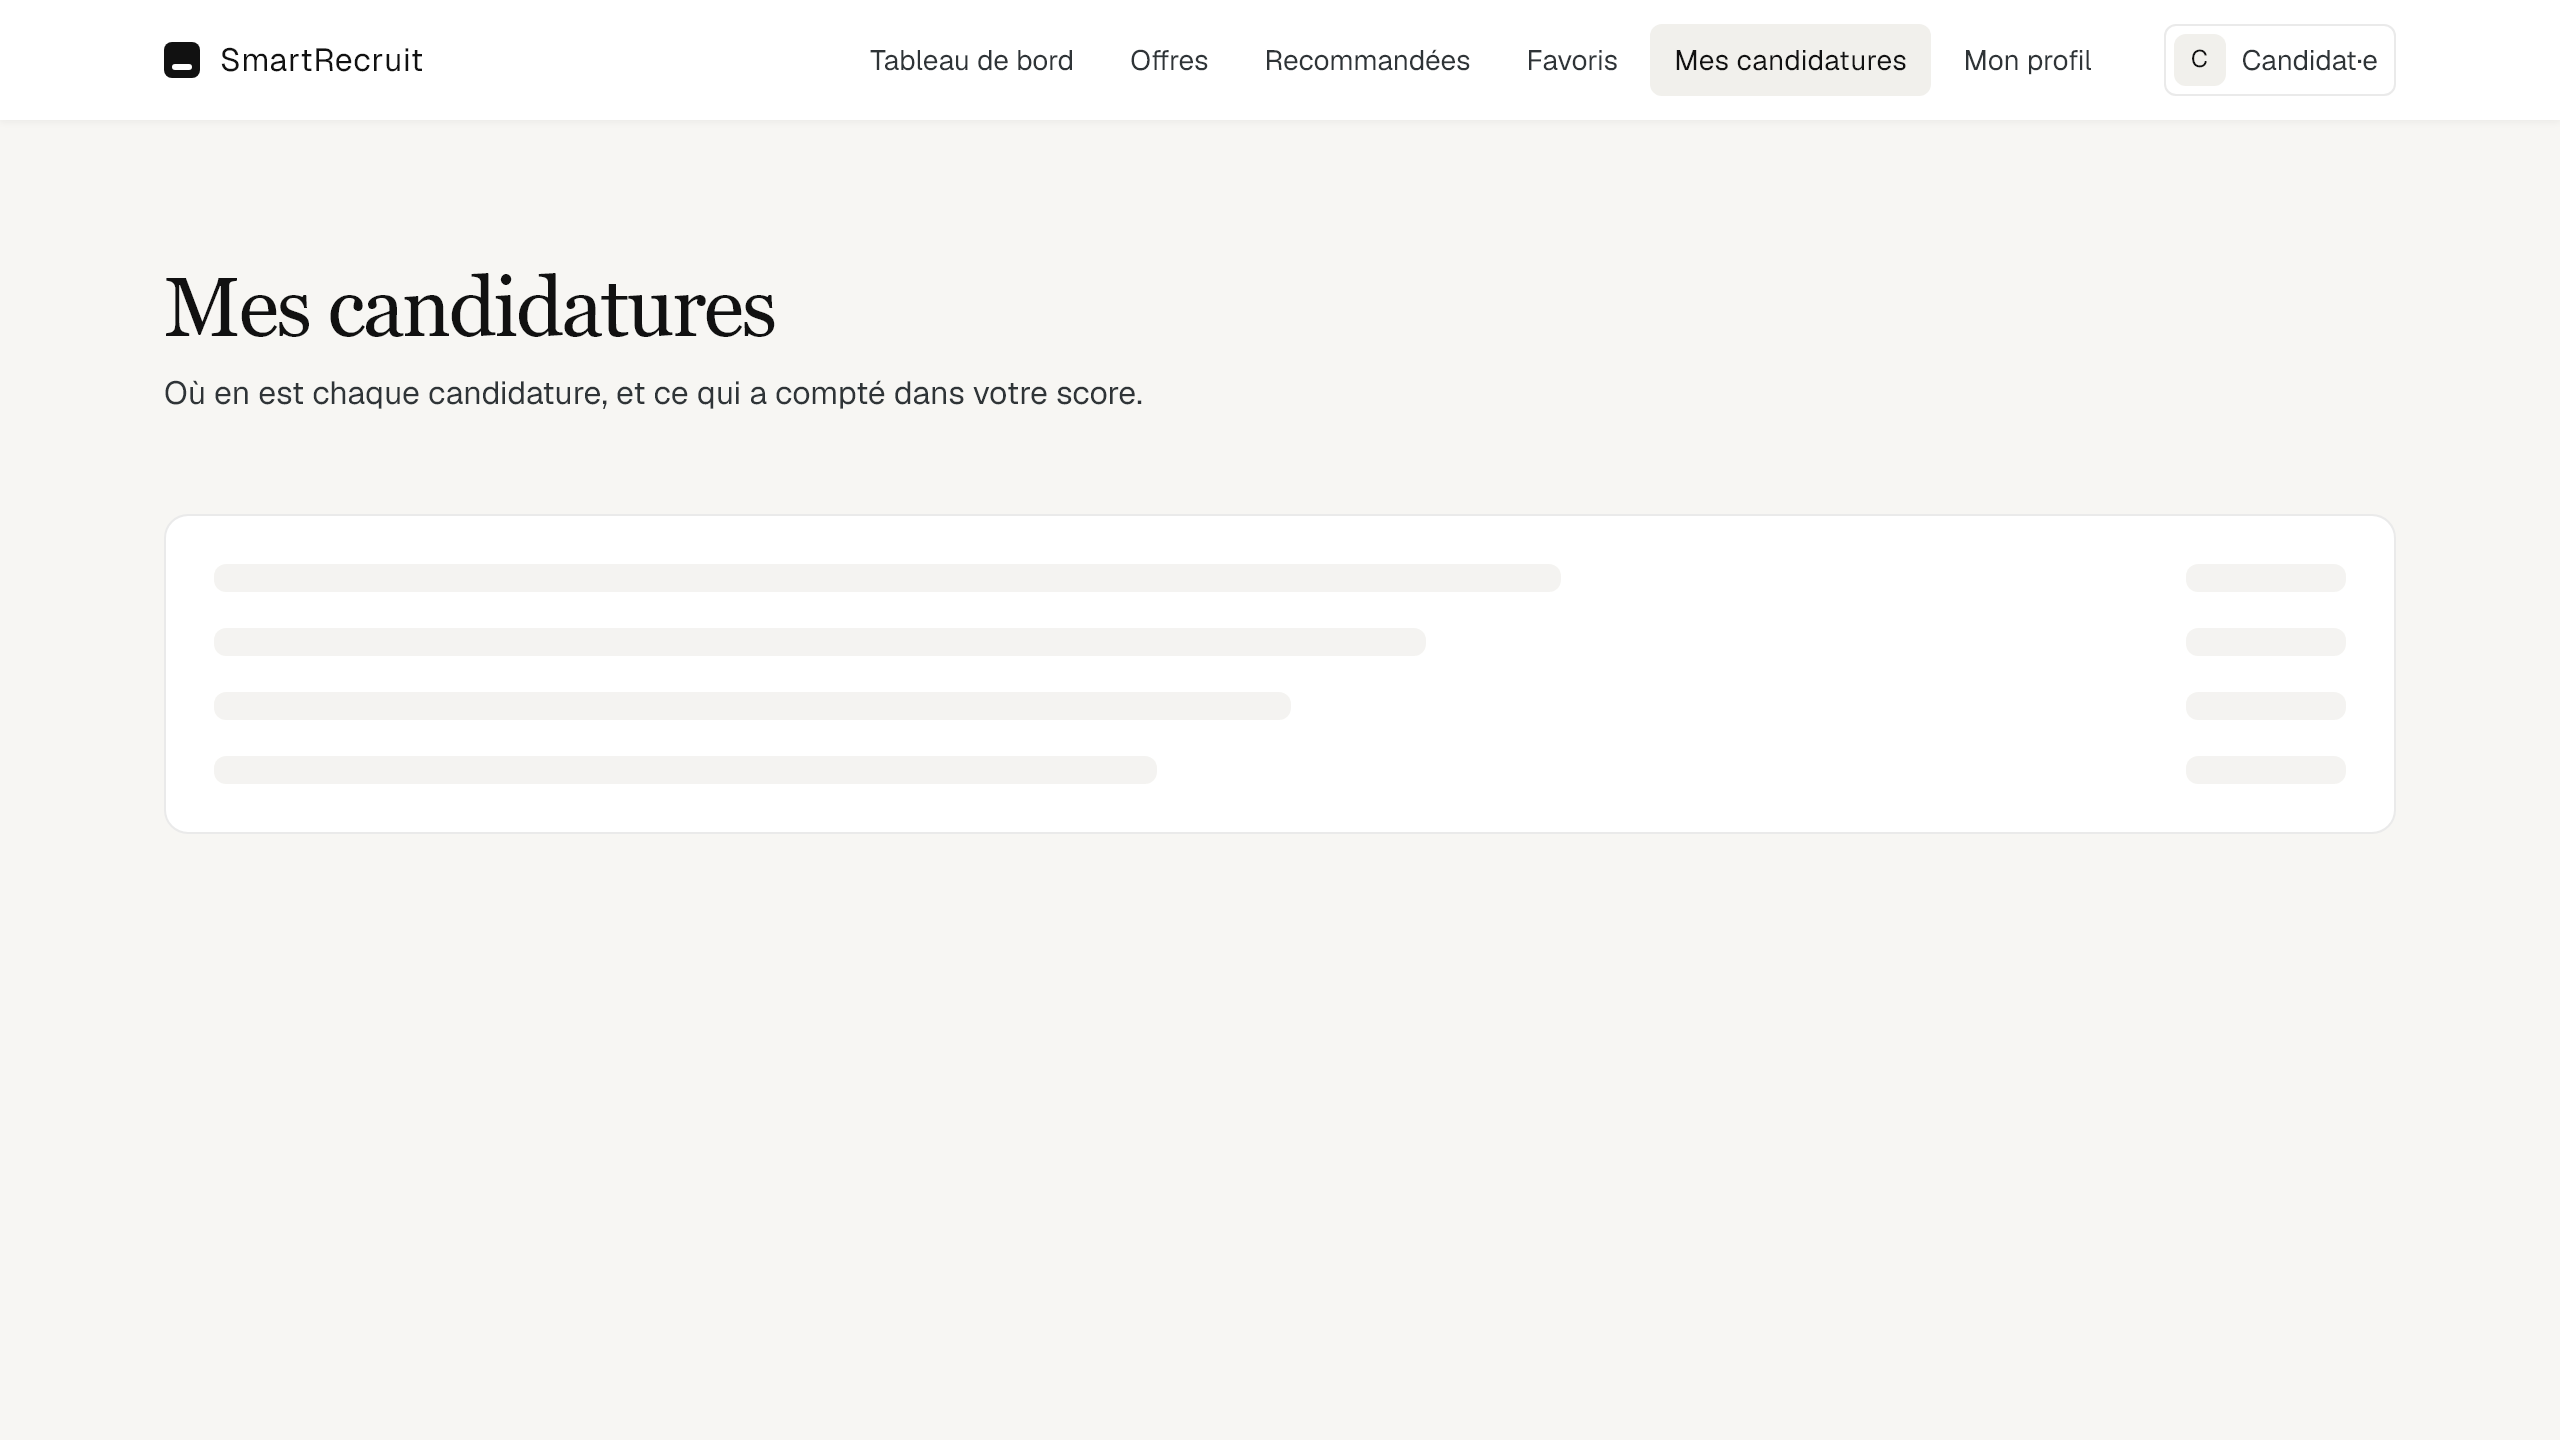 SmartRecruit
Tableau de bord
Offres
Recommandées
Favoris
Mes candidatures
Mon profil
C
Candidat·e
Mes candidatures
Où en est chaque candidature, et ce qui a compté dans votre score.